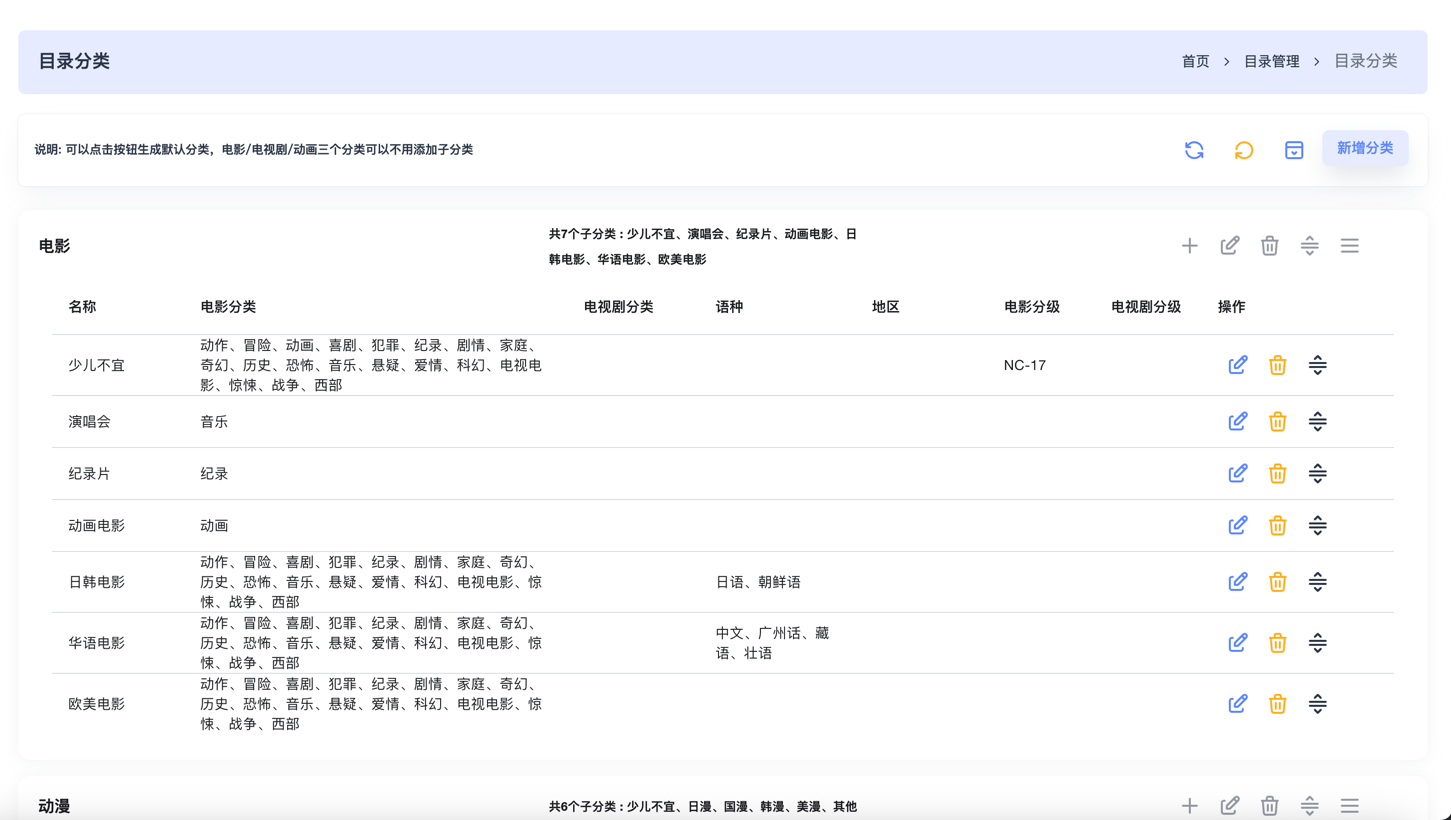 目录分类
首页 > 目录管理 > 目录分类
说明: 可以点击按钮生成默认分类，电影/电视剧/动画三个分类可以不用添加子分类
新增分类
电影
共7个子分类 : 少儿不宜、演唱会、纪录片、动画电影、日
韩电影、华语电影、欧美电影
名称 电影分类 电视剧分类 语种 地区 电影分级 电视剧分级 操作
少儿不宜
动作、冒险、动画、喜剧、犯罪、纪录、剧情、家庭、
奇幻、历史、恐怖、音乐、悬疑、爱情、科幻、电视电
影、惊悚、战争、西部
NC-17
演唱会 音乐
纪录片 纪录
动画电影 动画
日韩电影
动作、冒险、喜剧、犯罪、纪录、剧情、家庭、奇幻、
历史、恐怖、音乐、悬疑、爱情、科幻、电视电影、惊
悚、战争、西部
日语、朝鲜语
华语电影
动作、冒险、喜剧、犯罪、纪录、剧情、家庭、奇幻、
历史、恐怖、音乐、悬疑、爱情、科幻、电视电影、惊
悚、战争、西部
中文、广州话、藏
语、壮语
欧美电影
动作、冒险、喜剧、犯罪、纪录、剧情、家庭、奇幻、
历史、恐怖、音乐、悬疑、爱情、科幻、电视电影、惊
悚、战争、西部
动漫
共6个子分类 : 少儿不宜、日漫、国漫、韩漫、美漫、其他